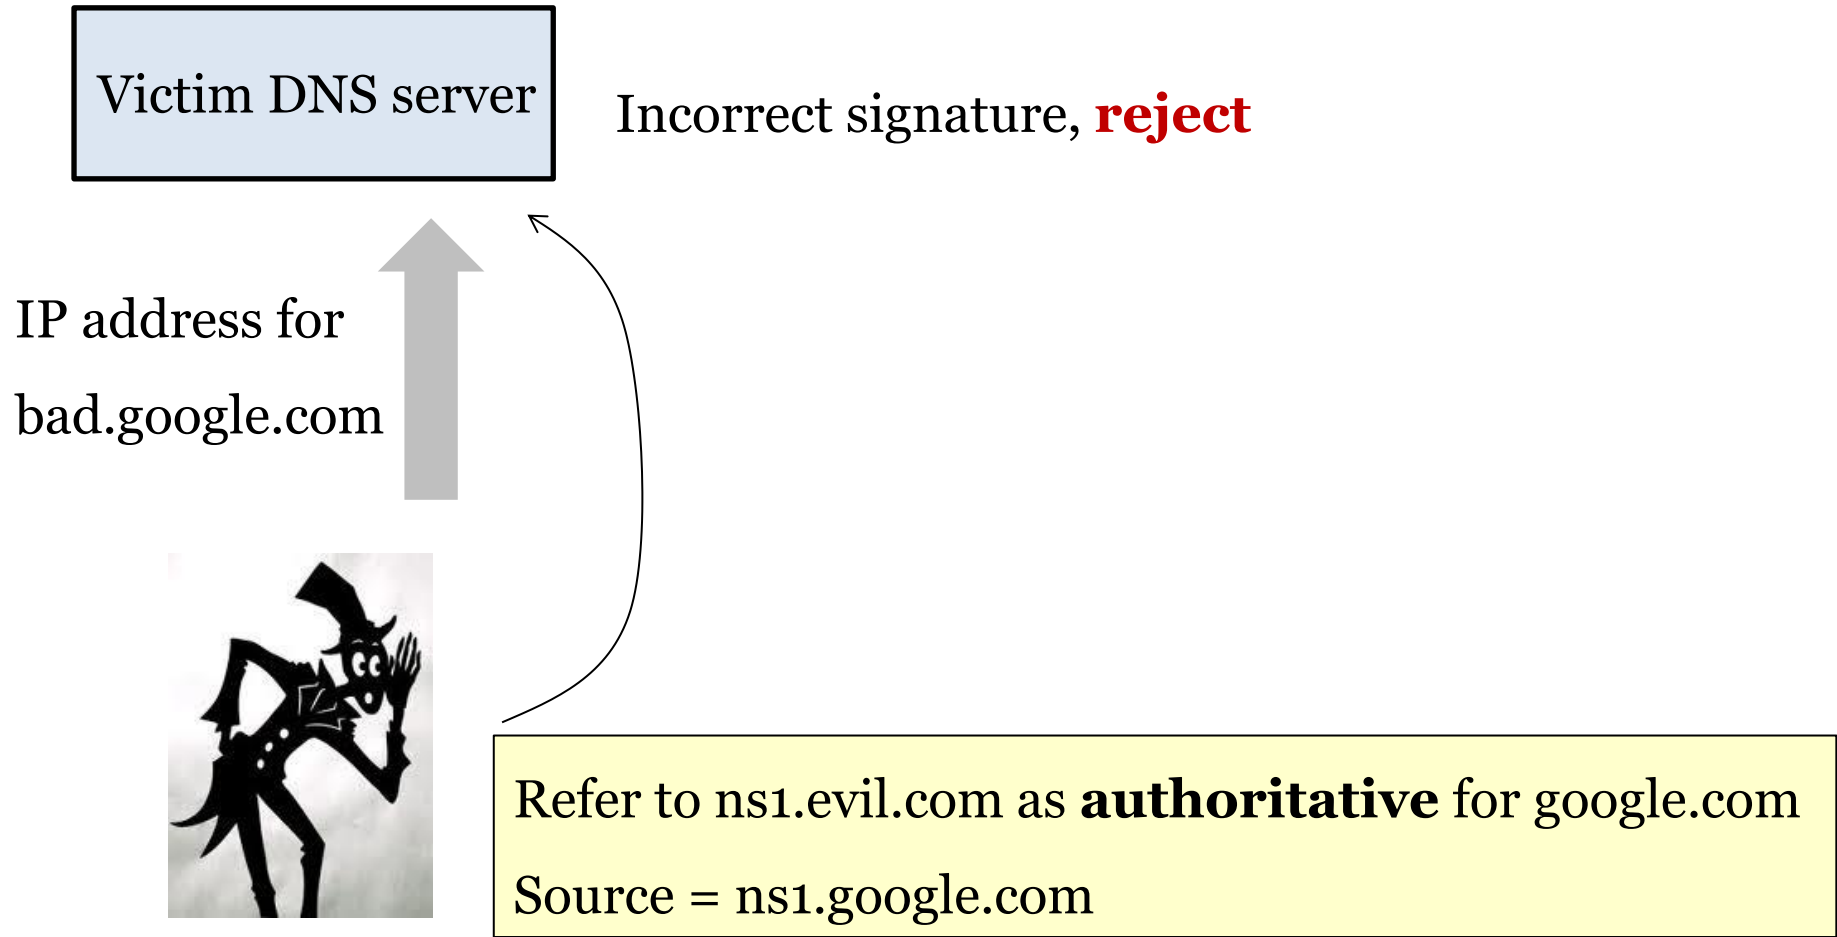 Victim DNS server
Incorrect signature, reject
IP address for
bad.google.com
Refer to ns1.evil.com as authoritative for google.com
Source = ns1.google.com